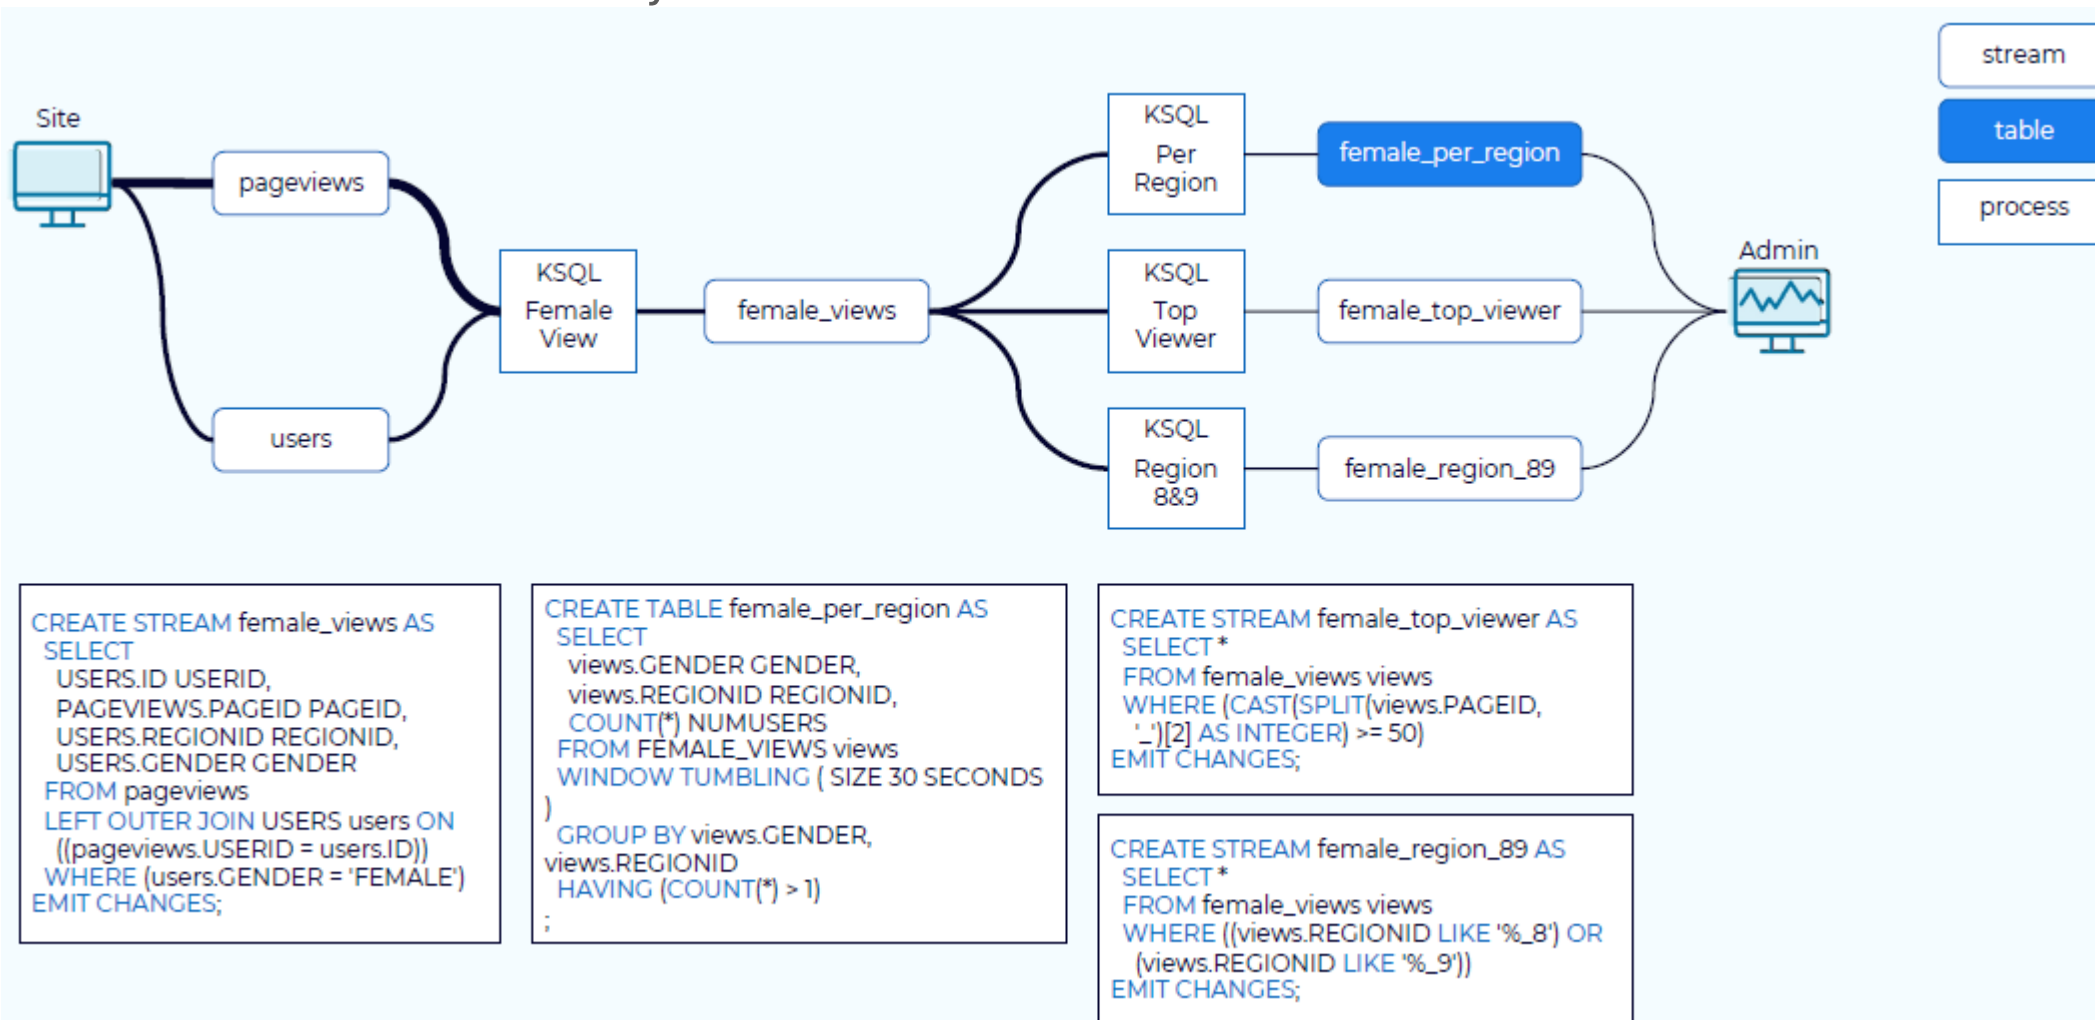 stream
table
process
Site
pageviews
users
KSQL
Female
View
female_views
KSQL
Per
Region
female_per_region
KSQL
Top
Viewer
female_top_viewer
KSQL
Region
8&9
female_region_89
Admin
CREATE STREAM female_views AS
SELECT
USERS.ID USERID,
PAGEVIEWS.PAGEID PAGEID,
USERS.REGIONID REGIONID,
USERS.GENDER GENDER
FROM pageviews
LEFT OUTER JOIN USERS users ON
((pageviews.USERID = users.ID))
WHERE (users.GENDER = 'FEMALE')
EMIT CHANGES;
CREATE TABLE female_per_region AS
SELECT
views.GENDER GENDER,
views.REGIONID REGIONID,
COUNT(*) NUMUSERS
FROM FEMALE_VIEWS views
WINDOW TUMBLING ( SIZE 30 SECONDS
)
GROUP BY views.GENDER,
views.REGIONID
HAVING (COUNT(*) > 1)
;
CREATE STREAM female_top_viewer AS
SELECT *
FROM female_views views
WHERE (CAST(SPLIT(views.PAGEID,
'_')[2] AS INTEGER) >= 50)
EMIT CHANGES;
CREATE STREAM female_region_89 AS
SELECT *
FROM female_views views
WHERE ((views.REGIONID LIKE '%_8') OR
(views.REGIONID LIKE '%_9'))
EMIT CHANGES;